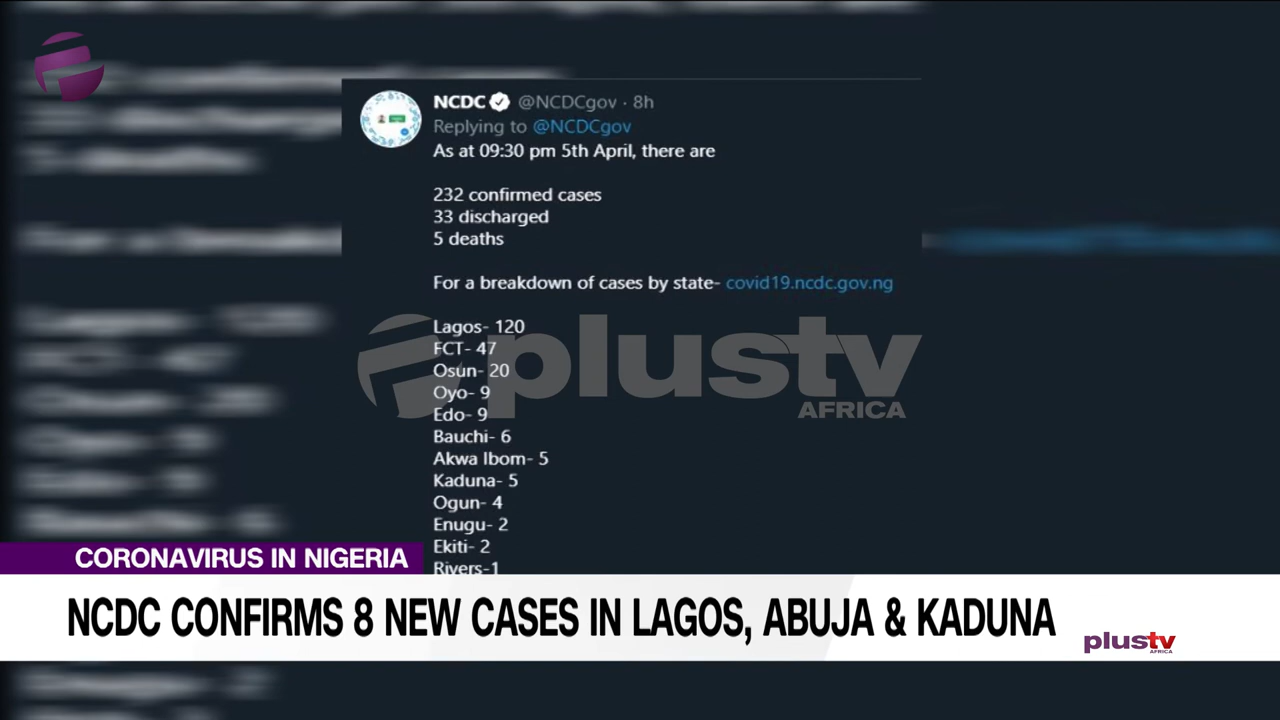 NCDC @NCDCgov · 8h
Replying to @NCDCgov
As at 09:30 pm 5th April, there are
232 confirmed cases
33 discharged
5 deaths
For a breakdown of cases by state- covid19.ncdc.gov.ng
Lagos- 120
FCT- 47
Osun- 20
Oyo- 9
Edo- 9
Bauchi- 6
Akwa Ibom- 5
Kaduna- 5
Ogun- 4
Enugu- 2
Ekiti- 2
Rivers-1
plustv
AFRICA
CORONAVIRUS IN NIGERIA
NCDC CONFIRMS 8 NEW CASES IN LAGOS, ABUJA & KADUNA
plustv
AFRICA